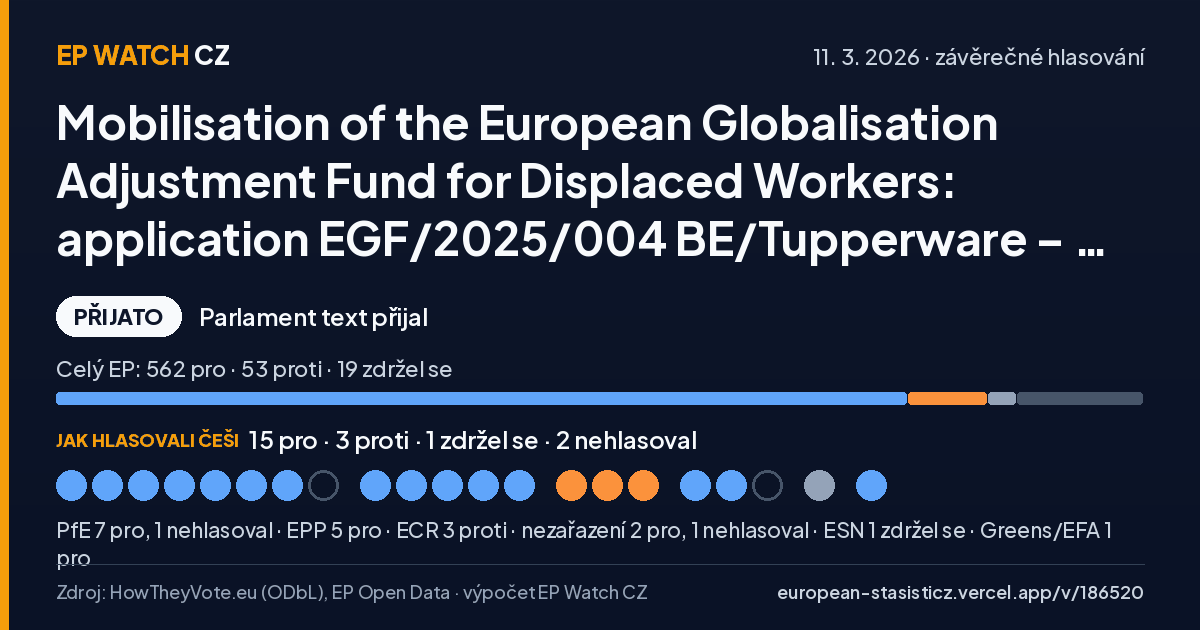 EP WATCH CZ
11. 3. 2026 · závěrečné hlasování
Mobilisation of the European Globalisation
Adjustment Fund for Displaced Workers:
application EGF/2025/004 BE/Tupperware – …
PŘIJATO Parlament text přijal
Celý EP: 562 pro · 53 proti · 19 zdržel se
JAK HLASOVALI ČEŠI 15 pro · 3 proti · 1 zdržel se · 2 nehlasoval
PfE 7 pro, 1 nehlasoval · EPP 5 pro · ECR 3 proti · nezařazení 2 pro, 1 nehlasoval · ESN 1 zdržel se · Greens/EFA 1
pro
Zdroj: HowTheyVote.eu (ODbL), EP Open Data · výpočet EP Watch CZ
european-stasisticz.vercel.app/v/186520